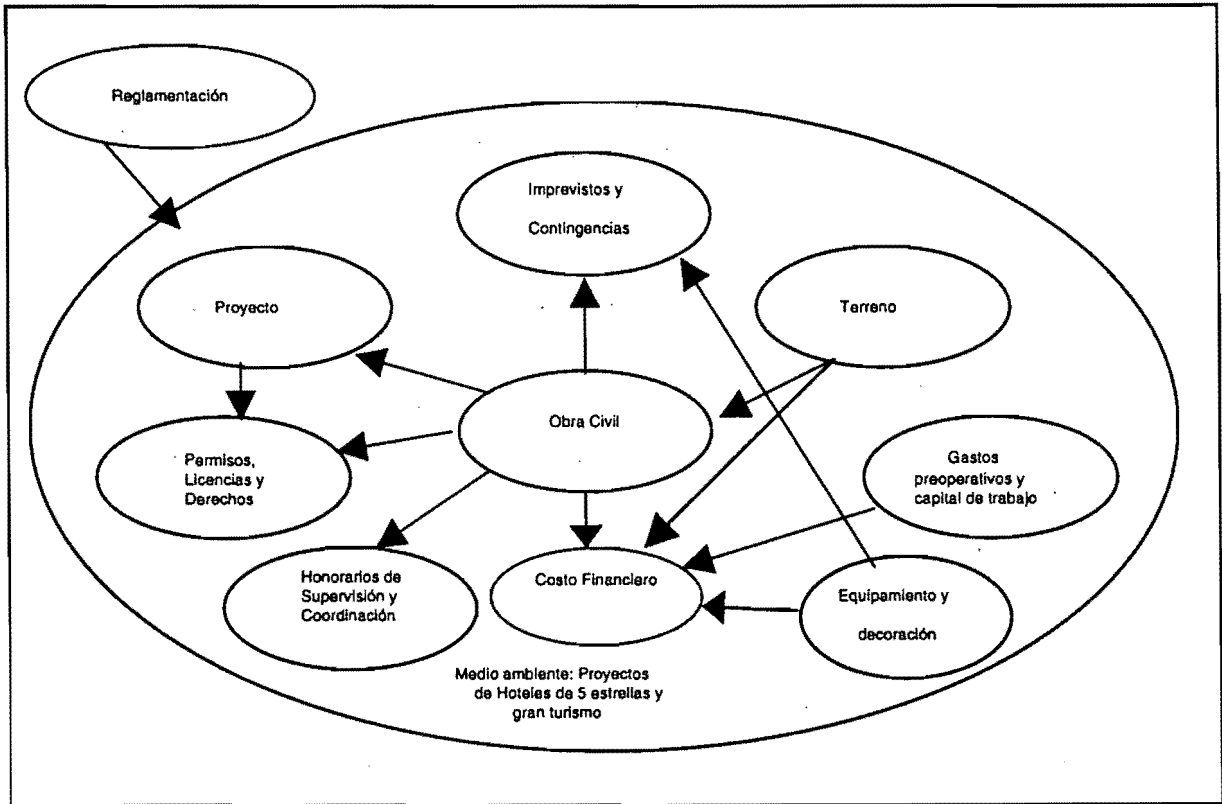 Reglamentación
Imprevistos y
Contingencias
Proyecto
Terreno
Obra Civil
Permisos,
Licencias y
Derechos
Gastos
preoperativos y
capital de trabajo
Honorarios de
Supervisión y
Coordinación
Costo Financiero
Equipamiento y
decoración
Medio ambiente: Proyectos
de Hoteles de 5 estrellas y
gran turismo